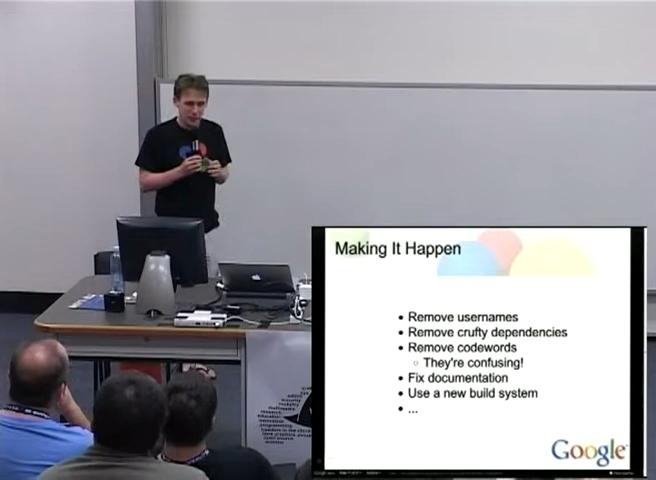 Making It Happen
• Remove usernames
• Remove crufty dependencies
• Remove codewords
○ They're confusing!
• Fix documentation
• Use a new build system
• ...
Google